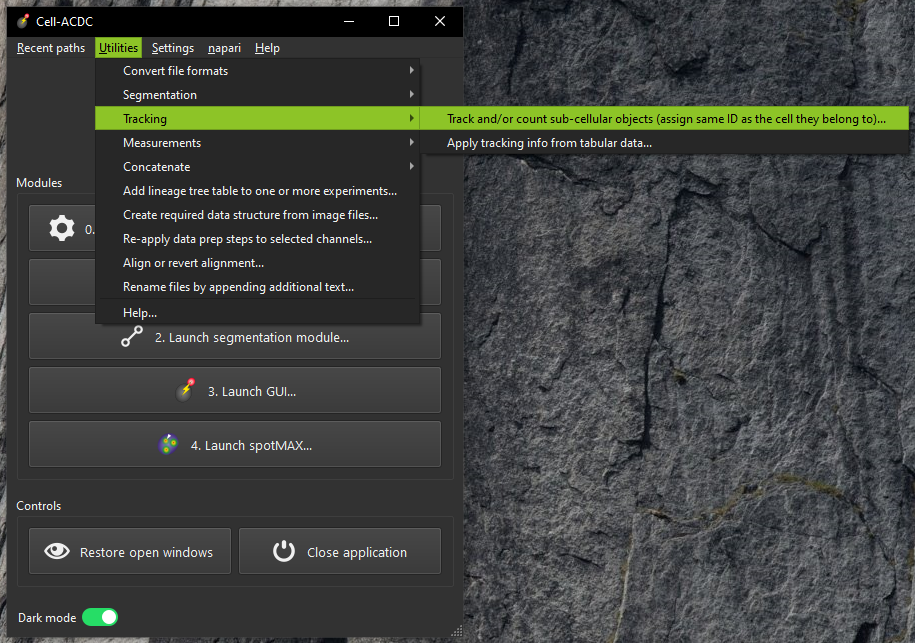 Cell-ACDC
Recent paths Utilities Settings napari Help
Convert file formats
Segmentation
Tracking
Track and/or count sub-cellular objects (assign same ID as the cell they belong to)...
Measurements
Apply tracking info from tabular data...
Concatenate
Add lineage tree table to one or more experiments...
Create required data structure from image files...
Re-apply data prep steps to selected channels...
Align or revert alignment...
Rename files by appending additional text...
Help...
Modules
0.
2. Launch segmentation module...
3. Launch GUI...
4. Launch spotMAX...
Controls
Restore open windows
Close application
Dark mode